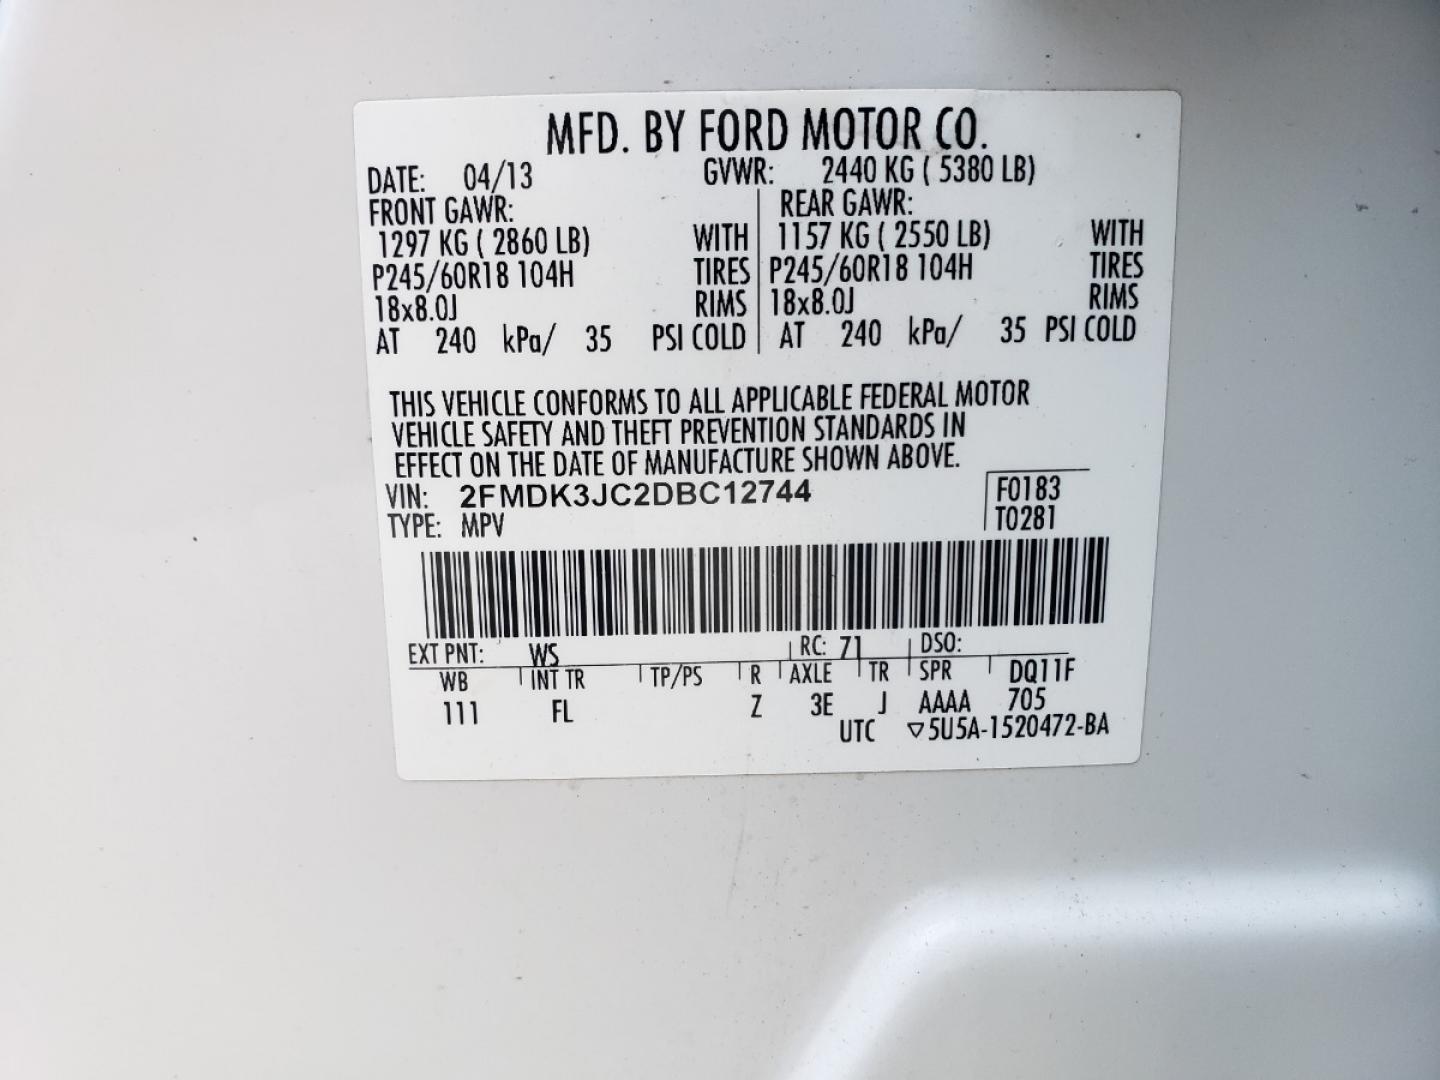 MFD. BY FORD MOTOR CO.
DATE: 04/13 GVWR: 2440 KG ( 5380 LB)
FRONT GAWR: REAR GAWR:
1297 KG ( 2860 LB) WITH 1157 KG ( 2550 LB) WITH
P245/60R18 104H TIRES P245/60R18 104H TIRES
18x8.0J RIMS 18x8.0J RIMS
AT 240 kPa/ 35 PSI COLD AT 240 kPa/ 35 PSI COLD
THIS VEHICLE CONFORMS TO ALL APPLICABLE FEDERAL MOTOR
VEHICLE SAFETY AND THEFT PREVENTION STANDARDS IN
EFFECT ON THE DATE OF MANUFACTURE SHOWN ABOVE.
VIN: 2FMDK3JC2DBC12744 F0183
TYPE: MPV T0281
EXT PNT: WS RC: 71 DSO:
WB INT TR TP/PS R AXLE TR SPR DQ11F
111 FL Z 3E J AAAA 705
UTC ▽5U5A-1520472-BA